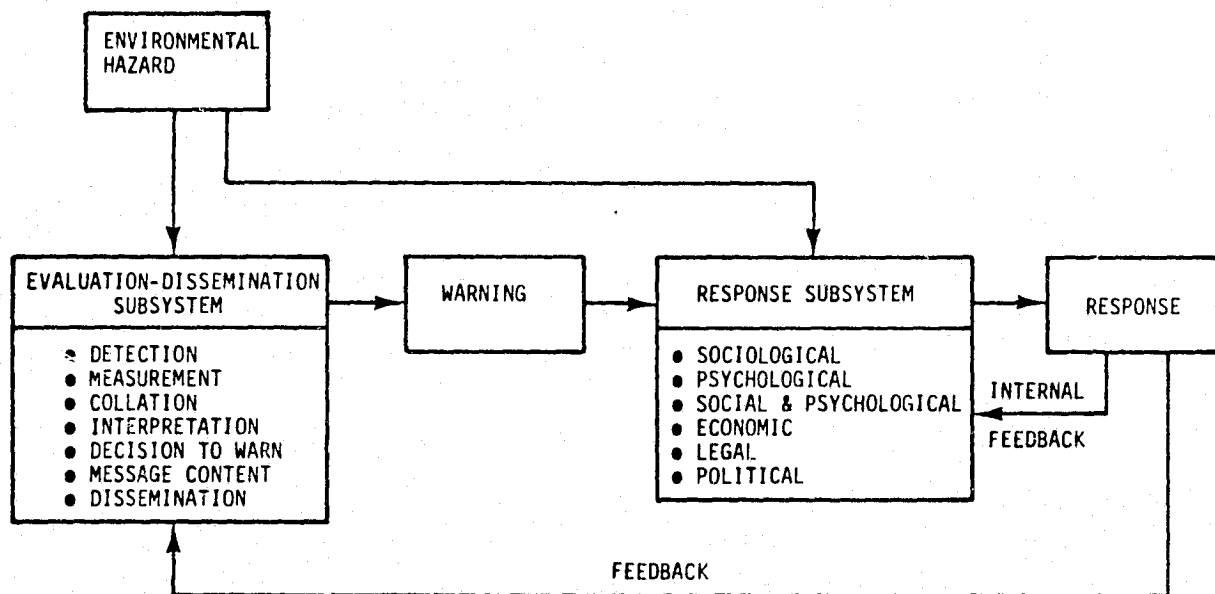 ENVIRONMENTAL
HAZARD
EVALUATION-DISSEMINATION
SUBSYSTEM
● DETECTION
● MEASUREMENT
● COLLATION
● INTERPRETATION
● DECISION TO WARN
● MESSAGE CONTENT
● DISSEMINATION
WARNING
RESPONSE SUBSYSTEM
● SOCIOLOGICAL
● PSYCHOLOGICAL
● SOCIAL & PSYCHOLOGICAL
● ECONOMIC
● LEGAL
● POLITICAL
RESPONSE
INTERNAL
FEEDBACK
FEEDBACK